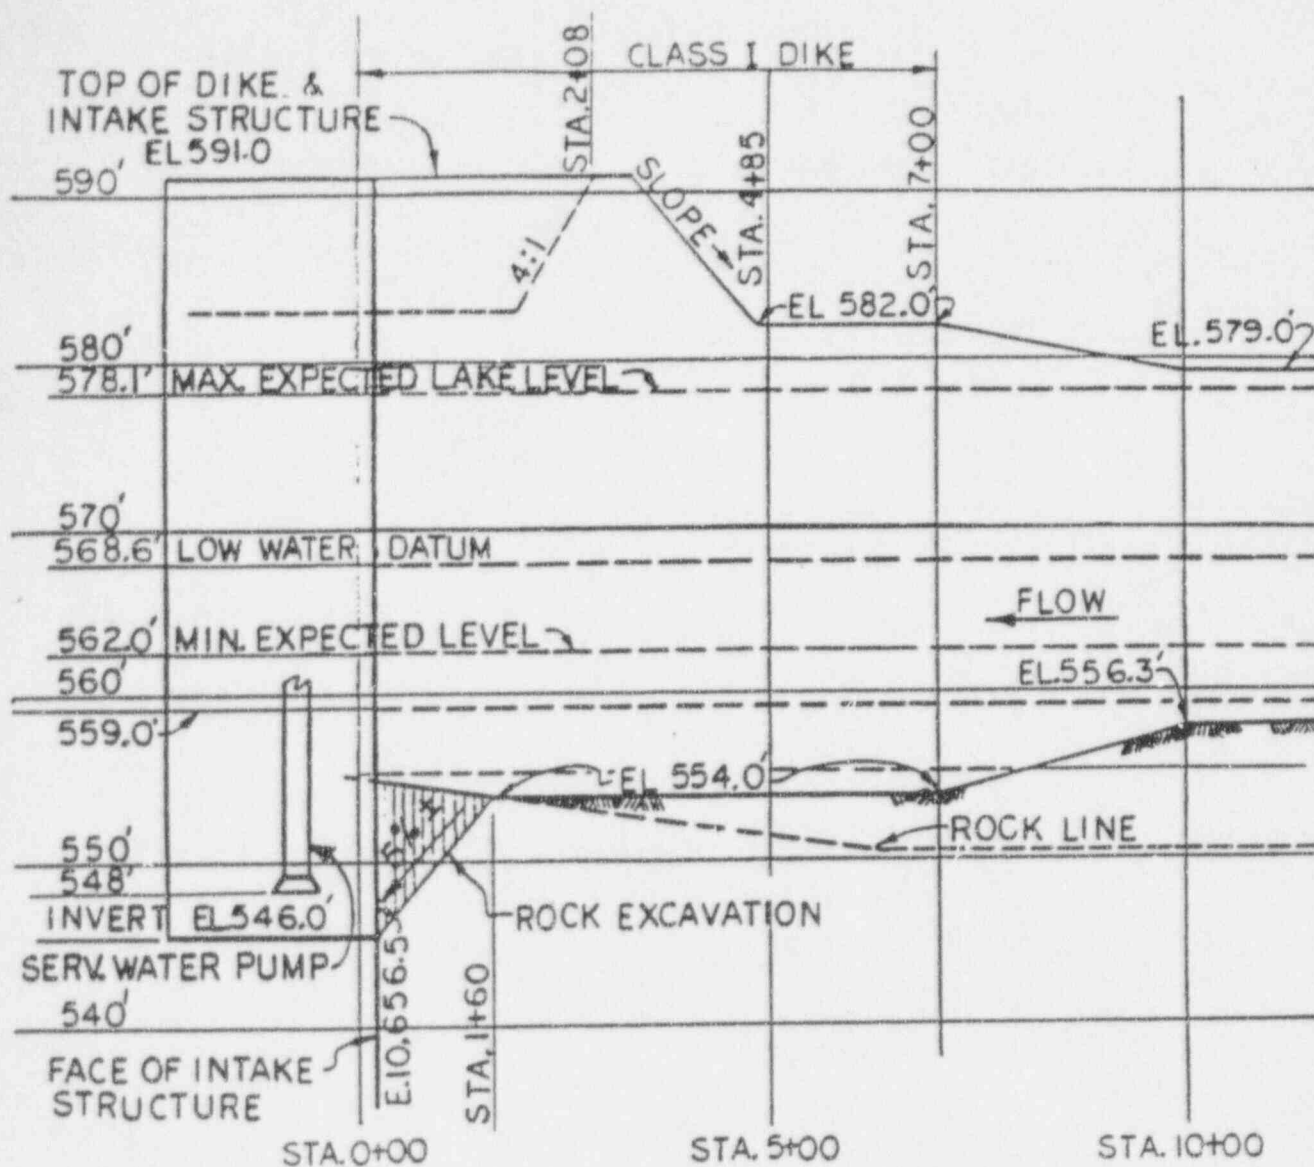 CLASS I DIKE
TOP OF DIKE &
INTAKE STRUCTURE
EL 591.0
STA. 2+08
SLOPE
STA. 4+85
STA. 7+00
590'
4:1
EL 582.0'
EL. 579.0'
580'
578.1' MAX. EXPECTED LAKE LEVEL
570'
568.6' LOW WATER DATUM
FLOW
562.0' MIN. EXPECTED LEVEL
560'
EL. 556.3'
559.0'
EL 554.0'
ROCK LINE
550'
548'
INVERT EL 546.0'
ROCK EXCAVATION
SERV. WATER PUMP
E.10,656.5
STA. 1+60
540'
FACE OF INTAKE
STRUCTURE
STA. 0+00
STA. 5+00
STA. 10+00